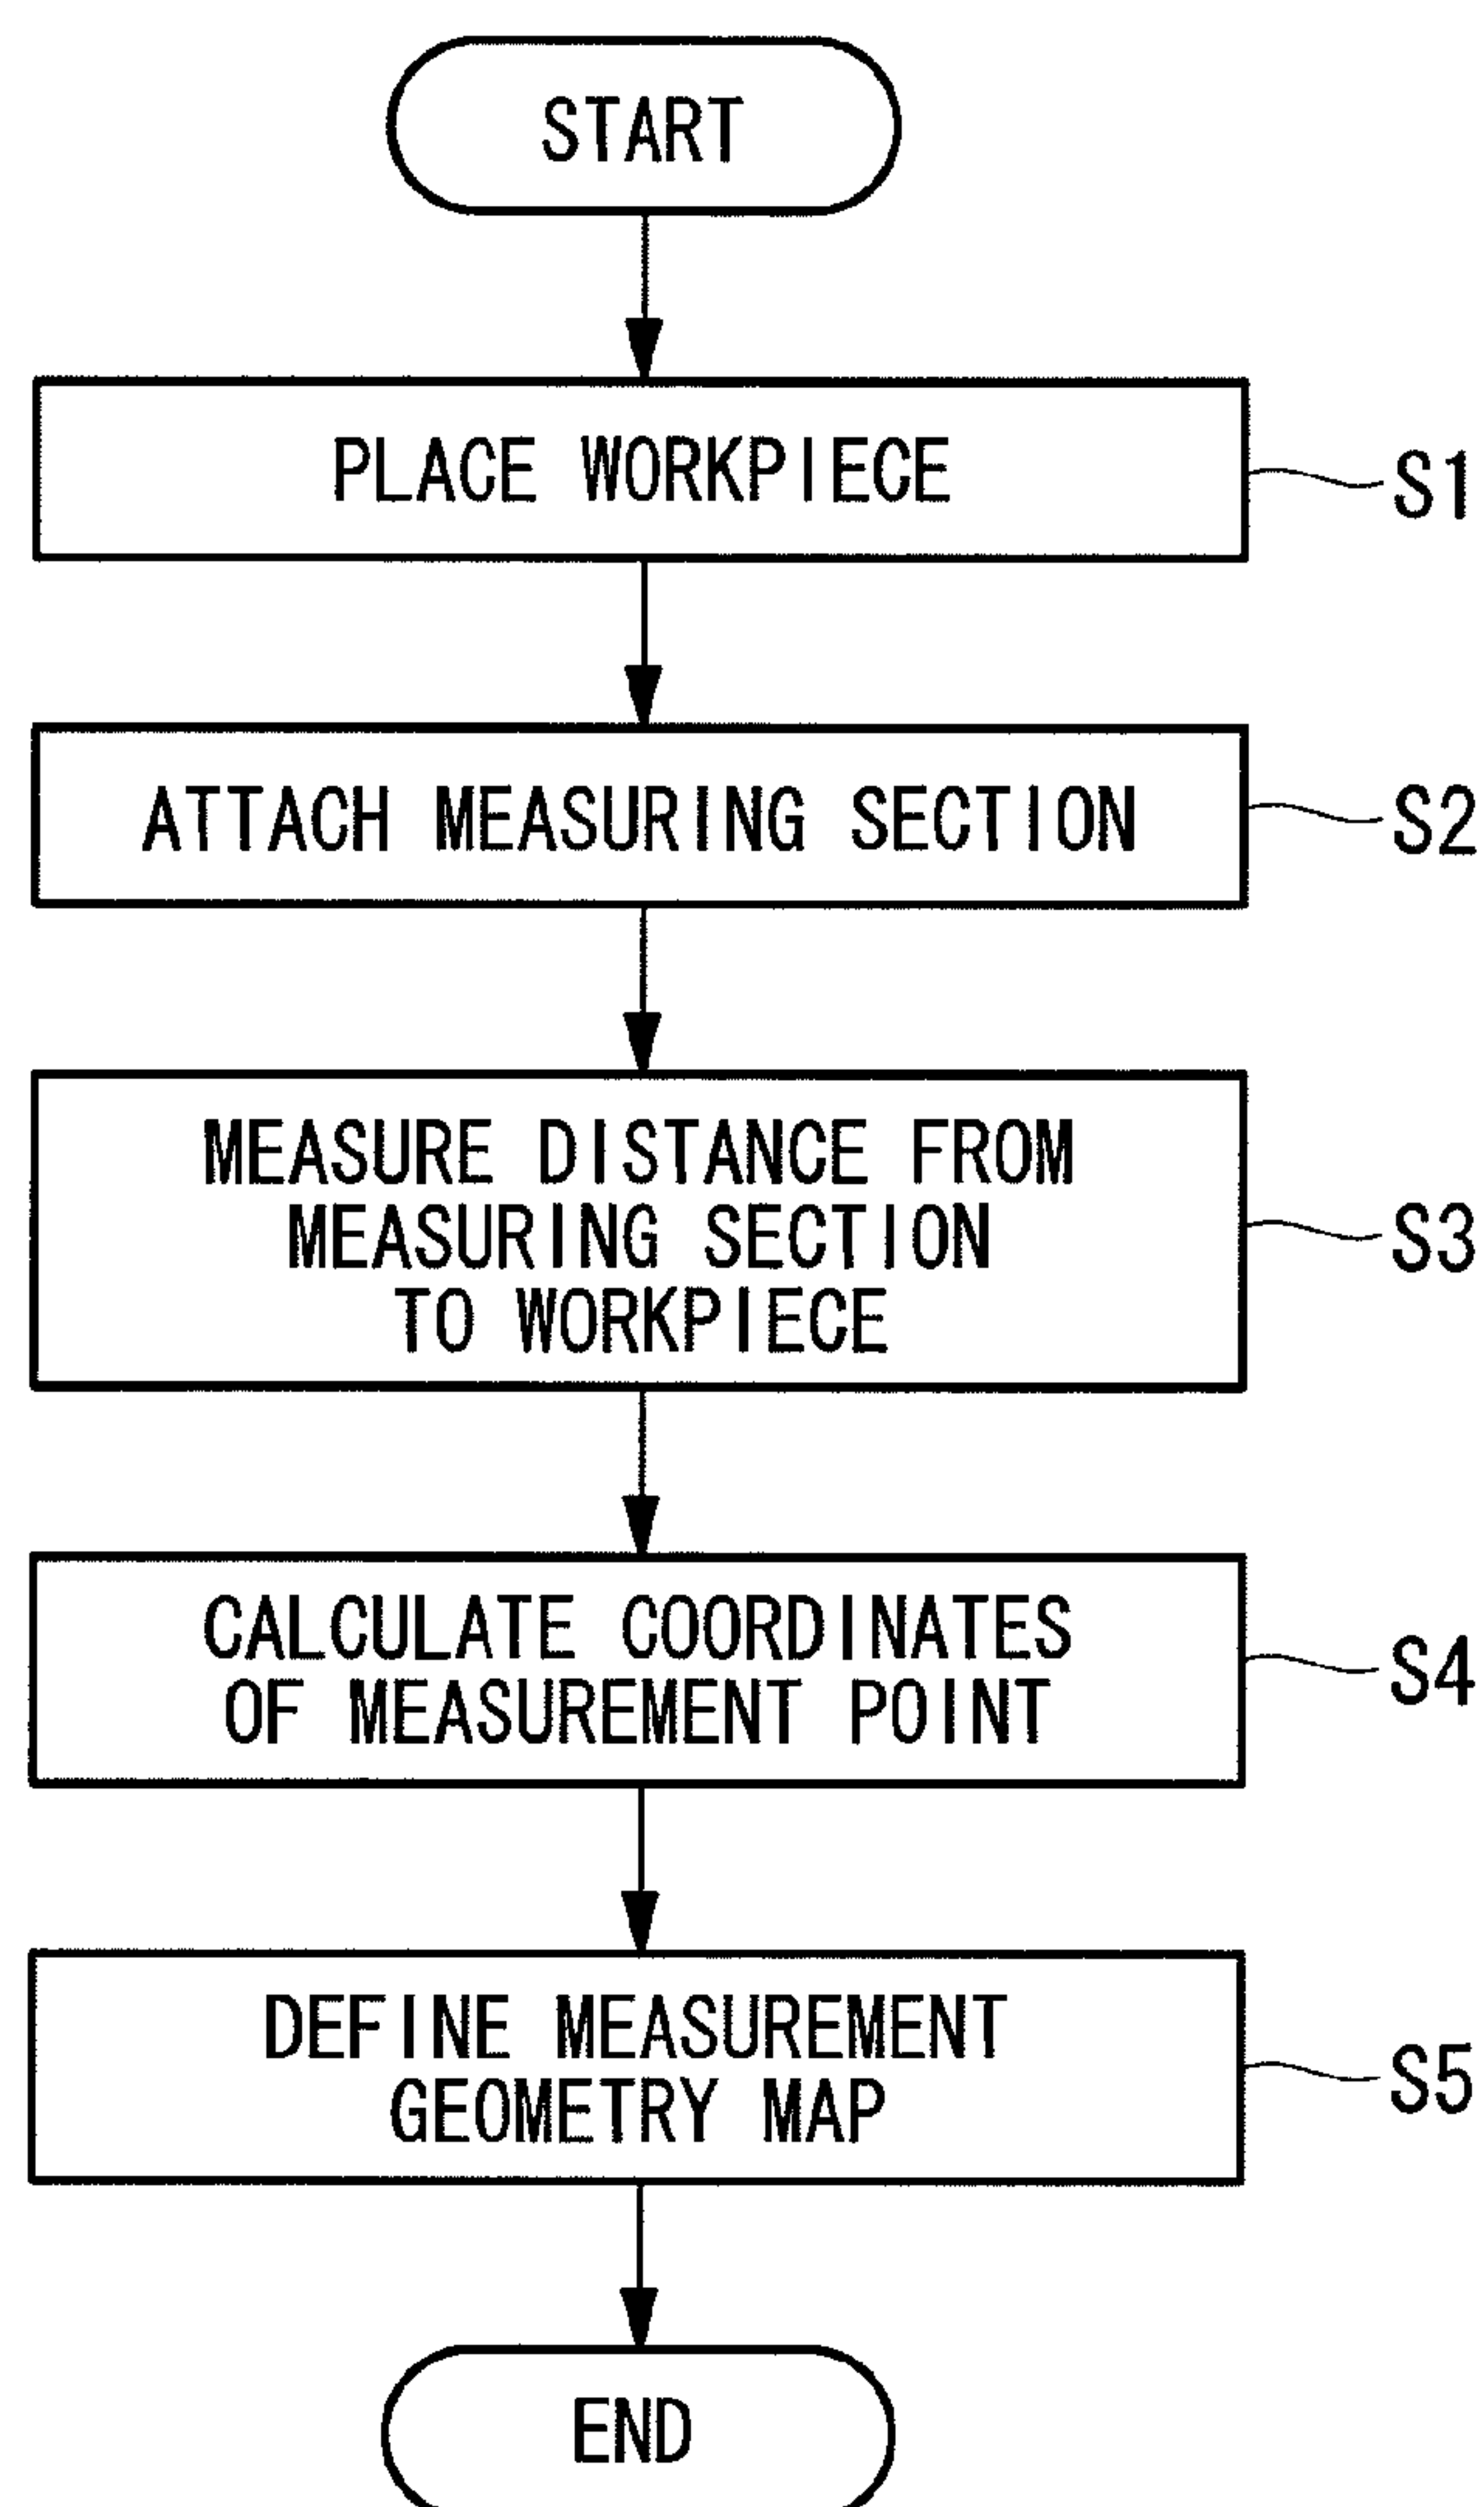 START
PLACE WORKPIECE
S1
ATTACH MEASURING SECTION
S2
MEASURE DISTANCE FROM
MEASURING SECTION
TO WORKPIECE
S3
CALCULATE COORDINATES
OF MEASUREMENT POINT
S4
DEFINE MEASUREMENT
GEOMETRY MAP
S5
END